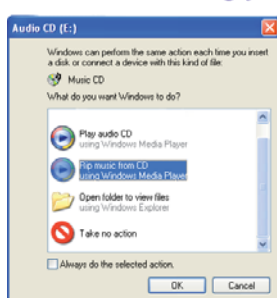 Audio CD (E:)
Windows can perform the same action each time you insert
a disk or connect a device with this kind of file:
Music CD
What do you want Windows to do?
Play audio CD
using Windows Media Player
Rip music from CD
using Windows Media Player
Open folder to view files
using Windows Explorer
Take no action
Always do the selected action.
OK
Cancel